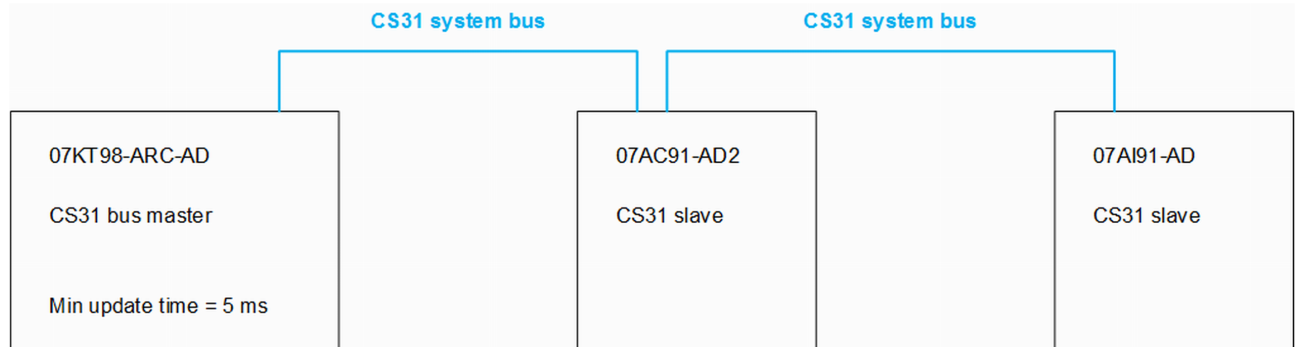 CS31 system bus
CS31 system bus
07KT98-ARC-AD
CS31 bus master
Min update time = 5 ms
07AC91-AD2
CS31 slave
07AI91-AD
CS31 slave